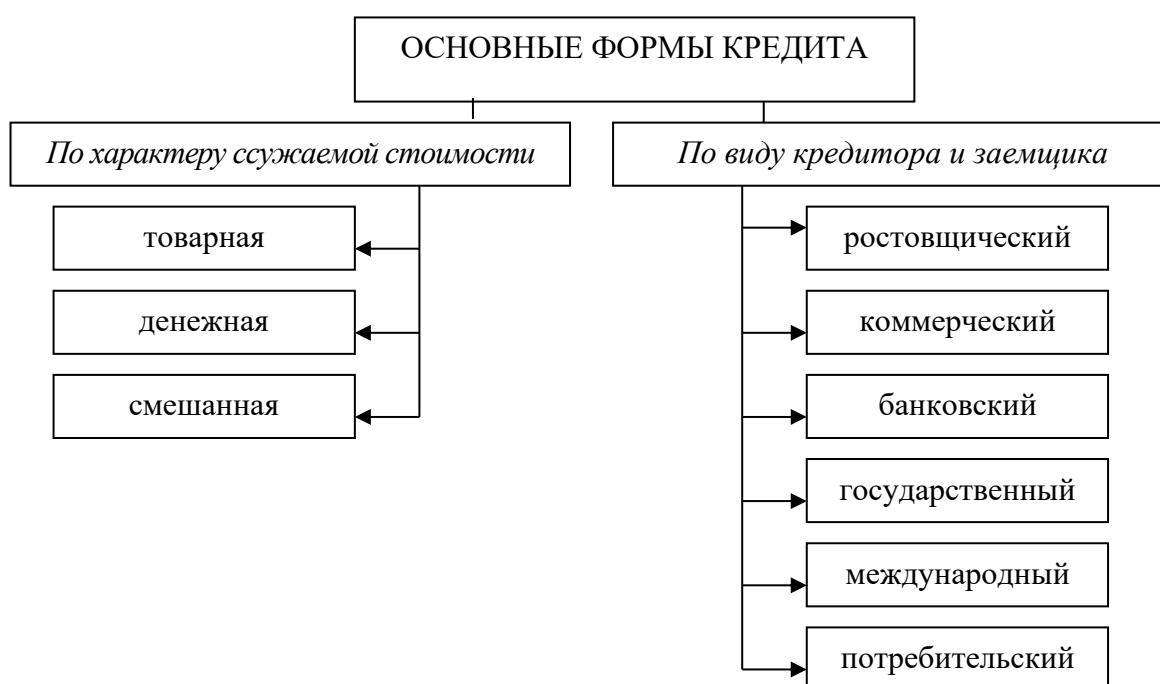 ОСНОВНЫЕ ФОРМЫ КРЕДИТА
По характеру ссужаемой стоимости
товарная
денежная
смешанная
По виду кредитора и заемщика
ростовщический
коммерческий
банковский
государственный
международный
потребительский